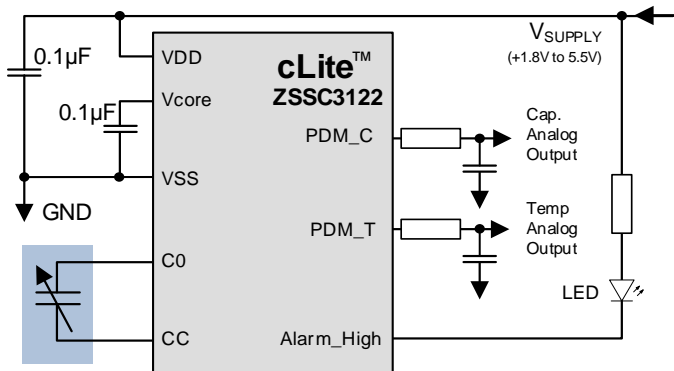 V_SUPPLY
(+1.8V to 5.5V)
0.1µF
VDD
cLite™
ZSSC3122
Vcore
0.1µF
PDM_C
Cap.
Analog
Output
VSS
GND
PDM_T
Temp
Analog
Output
C0
LED
CC
Alarm_High